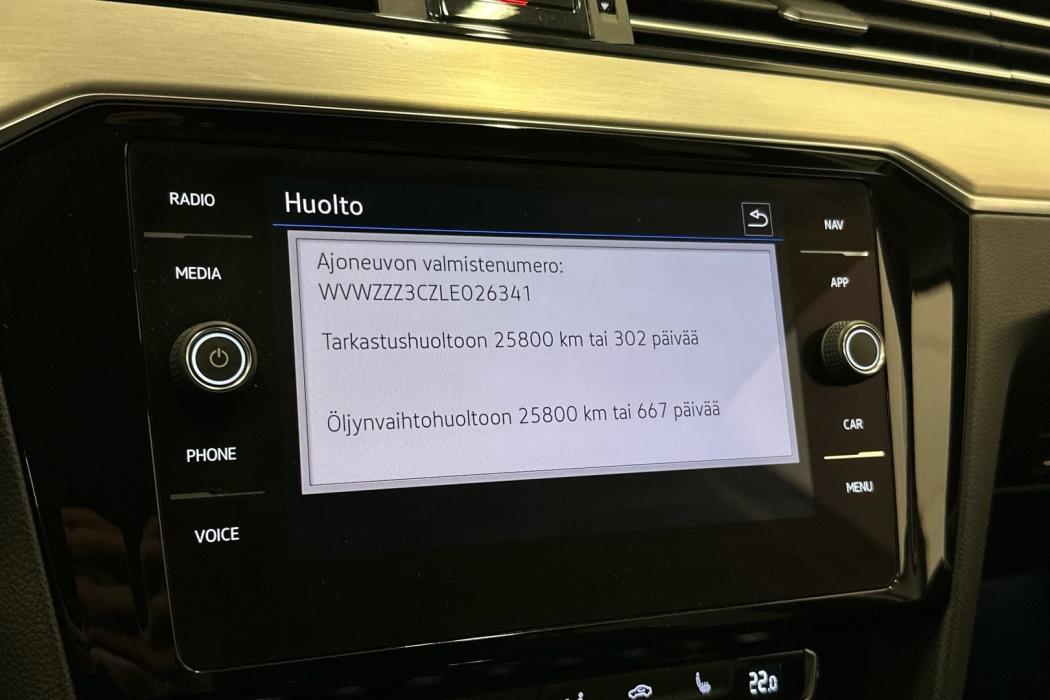 RADIO
MEDIA
PHONE
VOICE
Huolto
Ajoneuvon valmistenumero:
WVWZZZ3CZLE026341
Tarkastushuoltoon 25800 km tai 302 päivää
Öljynvaihtohuoltoon 25800 km tai 667 päivää
NAV
APP
CAR
MENU
22.0